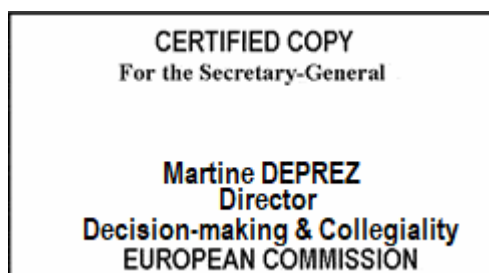 CERTIFIED COPY
For the Secretary-General
Martine DEPREZ
Director
Decision-making & Collegiality
EUROPEAN COMMISSION